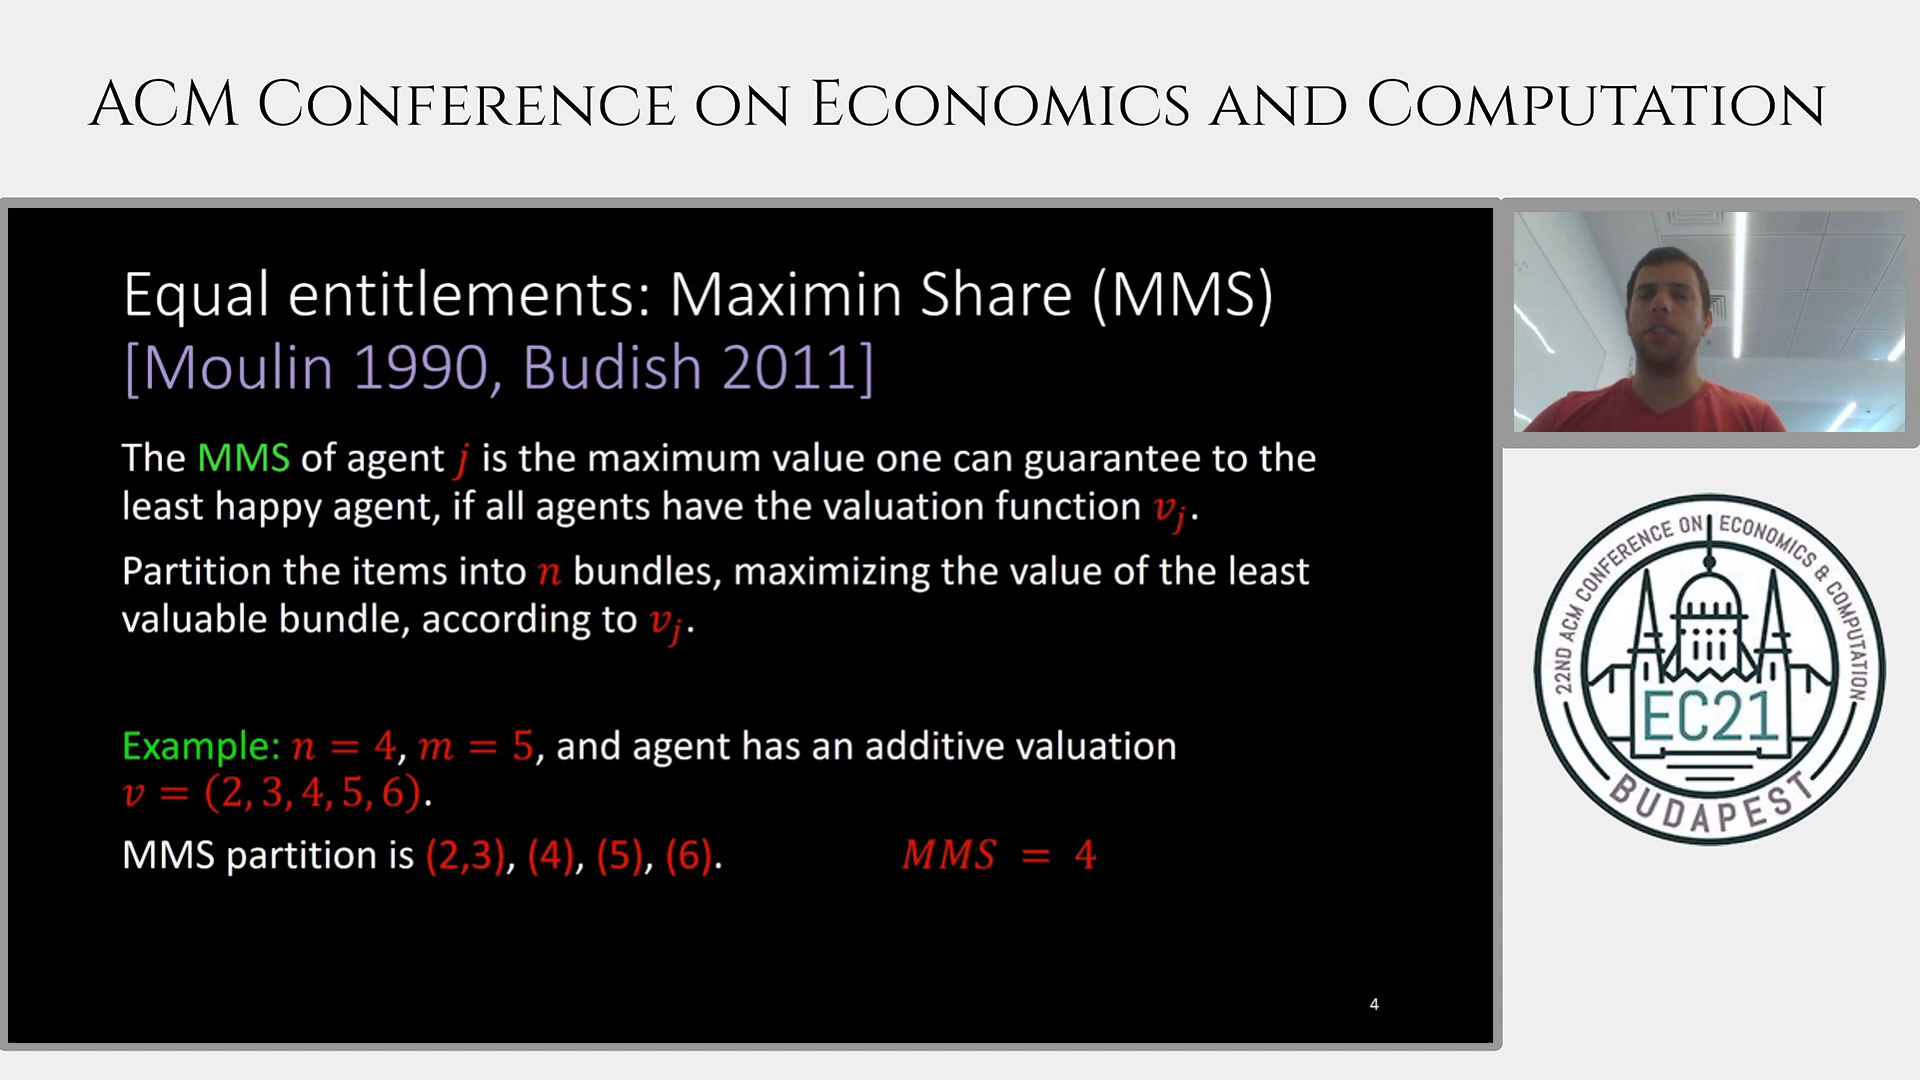 ACM Conference on Economics and Computation
Equal entitlements: Maximin Share (MMS)
[Moulin 1990, Budish 2011]
The MMS of agent j is the maximum value one can guarantee to the
least happy agent, if all agents have the valuation function v_j.
Partition the items into n bundles, maximizing the value of the least
valuable bundle, according to v_j.
Example: n = 4, m = 5, and agent has an additive valuation
v = (2, 3, 4, 5, 6).
MMS partition is (2,3), (4), (5), (6). MMS = 4
4
22ND ACM CONFERENCE ON ECONOMICS & COMPUTATION
EC21
BUDAPEST